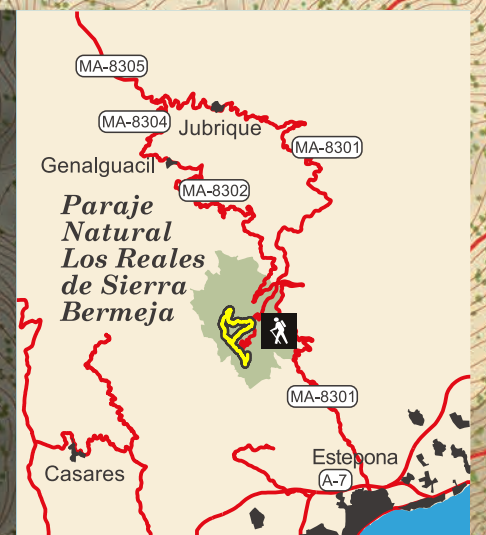 MA-8305
MA-8304
Jubrique
MA-8301
Genalguacil
MA-8302
Paraje
Natural
Los Reales
de Sierra
Bermeja
MA-8301
Estepona
A-7
Casares